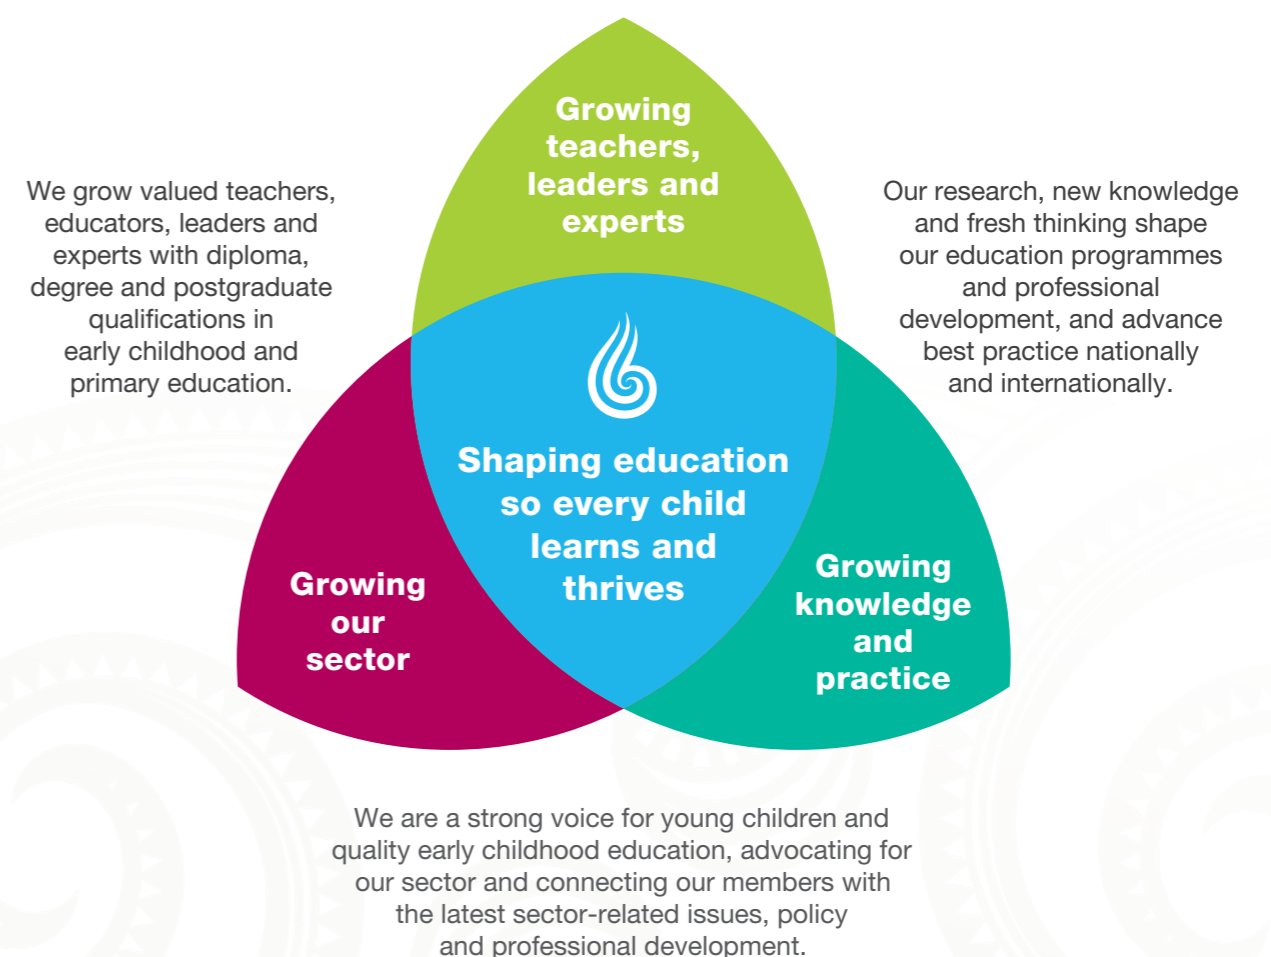 Growing
teachers,
leaders and
experts
We grow valued teachers,
educators, leaders and
experts with diploma,
degree and postgraduate
qualifications in
early childhood and
primary education.
Our research, new knowledge
and fresh thinking shape
our education programmes
and professional
development, and advance
best practice nationally
and internationally.
Shaping education
so every child
learns and
thrives
Growing
our
sector
Growing
knowledge
and
practice
We are a strong voice for young children and
quality early childhood education, advocating for
our sector and connecting our members with
the latest sector-related issues, policy
and professional development.